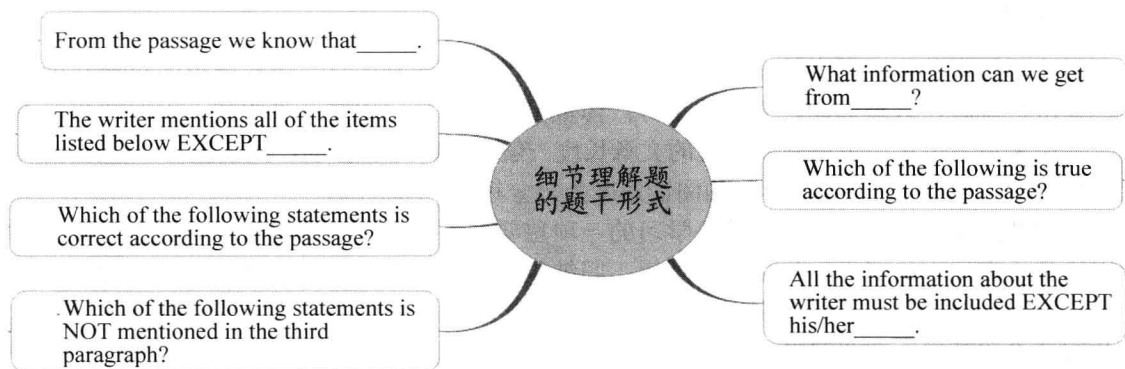 From the passage we know that_____.
The writer mentions all of the items
listed below EXCEPT_____.
Which of the following statements is
correct according to the passage?
.Which of the following statements is
NOT mentioned in the third
paragraph?
细节理解题
的题干形式
What information can we get
from_____?
Which of the following is true
according to the passage?
All the information about the
writer must be included EXCEPT
his/her_____.